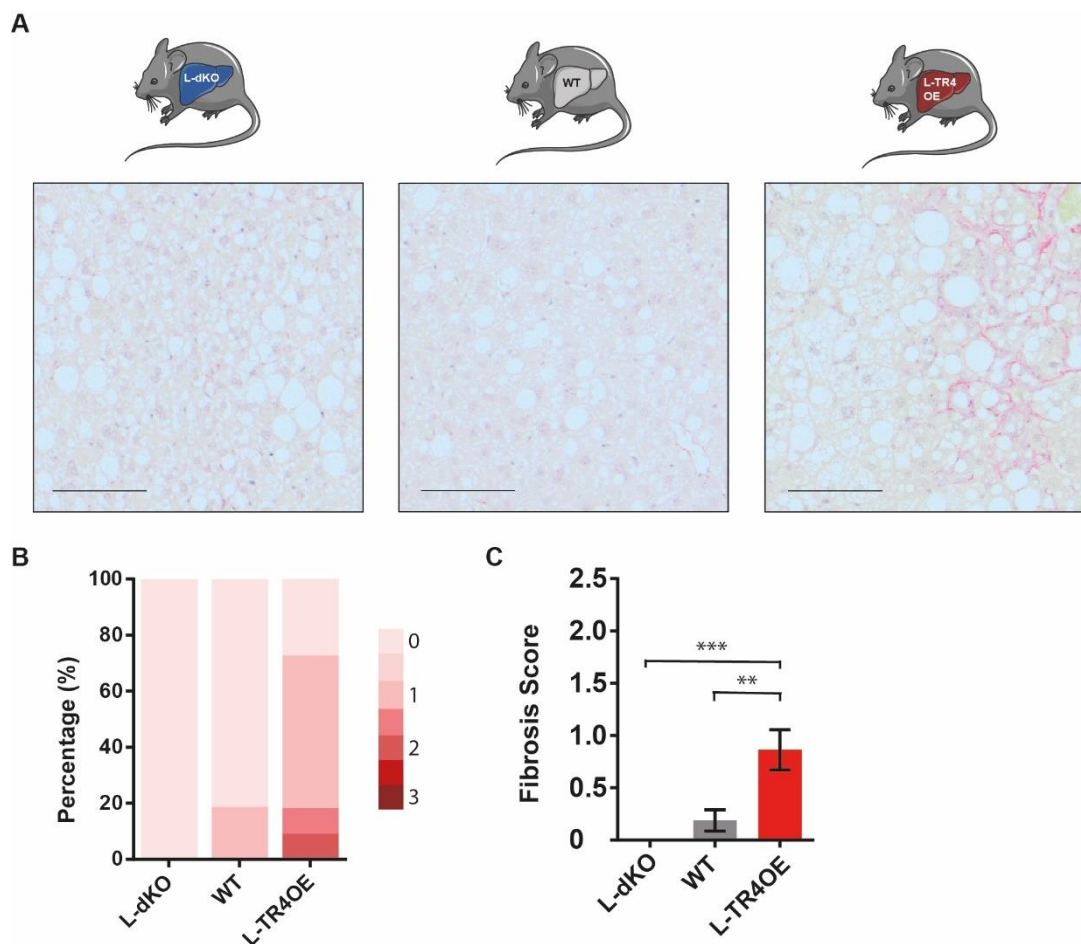 A
L-dKO
WT
L-TR4
OE
B
100
80
60
40
20
0
Percentage (%)
L-dKO
WT
L-TR4OE
0
1
2
3
C
2.5
2.0
1.5
1.0
0.5
0
Fibrosis Score
***
**
L-dKO
WT
L-TR4OE